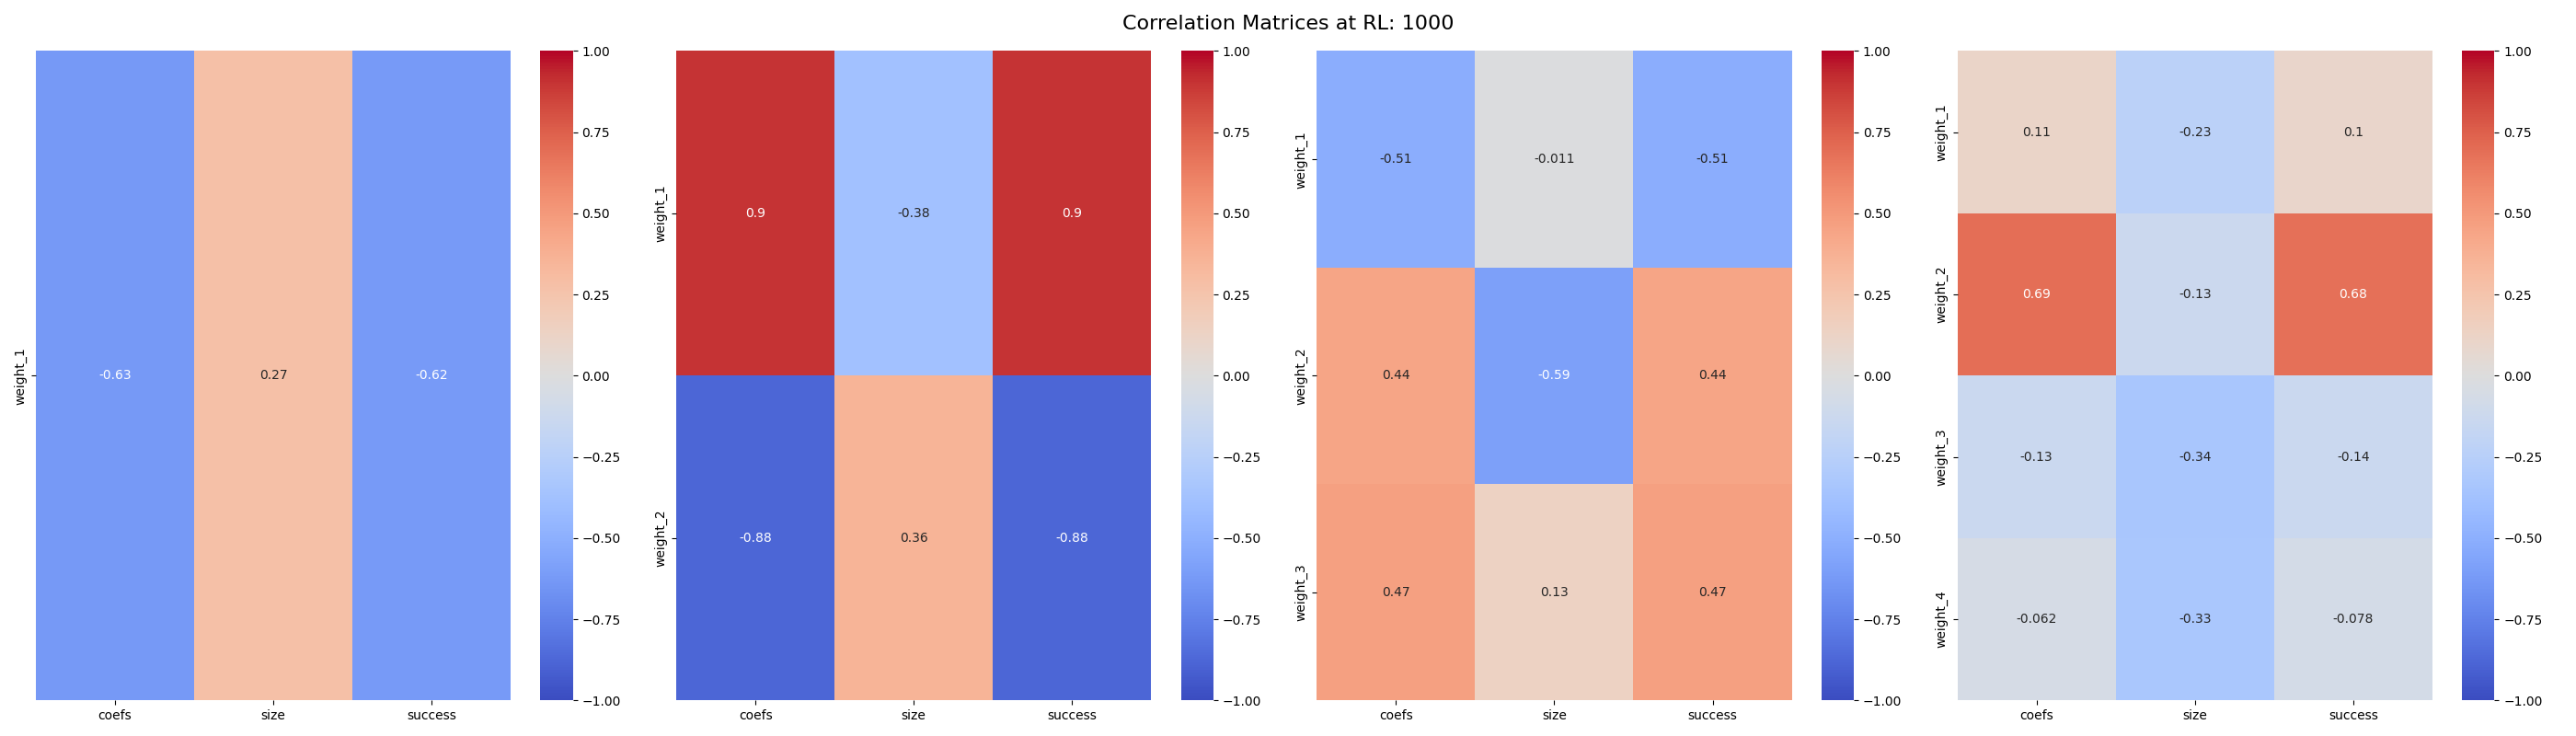 Correlation Matrices at RL: 1000
weight_1
-0.63 0.27 -0.62
coefs size success
1.00
0.75
0.50
0.25
0.00
−0.25
−0.50
−0.75
−1.00
weight_1
0.9 -0.38 0.9
weight_2
-0.88 0.36 -0.88
coefs size success
1.00
0.75
0.50
0.25
0.00
−0.25
−0.50
−0.75
−1.00
weight_1
-0.51 -0.011 -0.51
weight_2
0.44 -0.59 0.44
weight_3
0.47 0.13 0.47
coefs size success
1.00
0.75
0.50
0.25
0.00
−0.25
−0.50
−0.75
−1.00
weight_1
0.11 -0.23 0.1
weight_2
0.69 -0.13 0.68
weight_3
-0.13 -0.34 -0.14
weight_4
-0.062 -0.33 -0.078
coefs size success
1.00
0.75
0.50
0.25
0.00
−0.25
−0.50
−0.75
−1.00